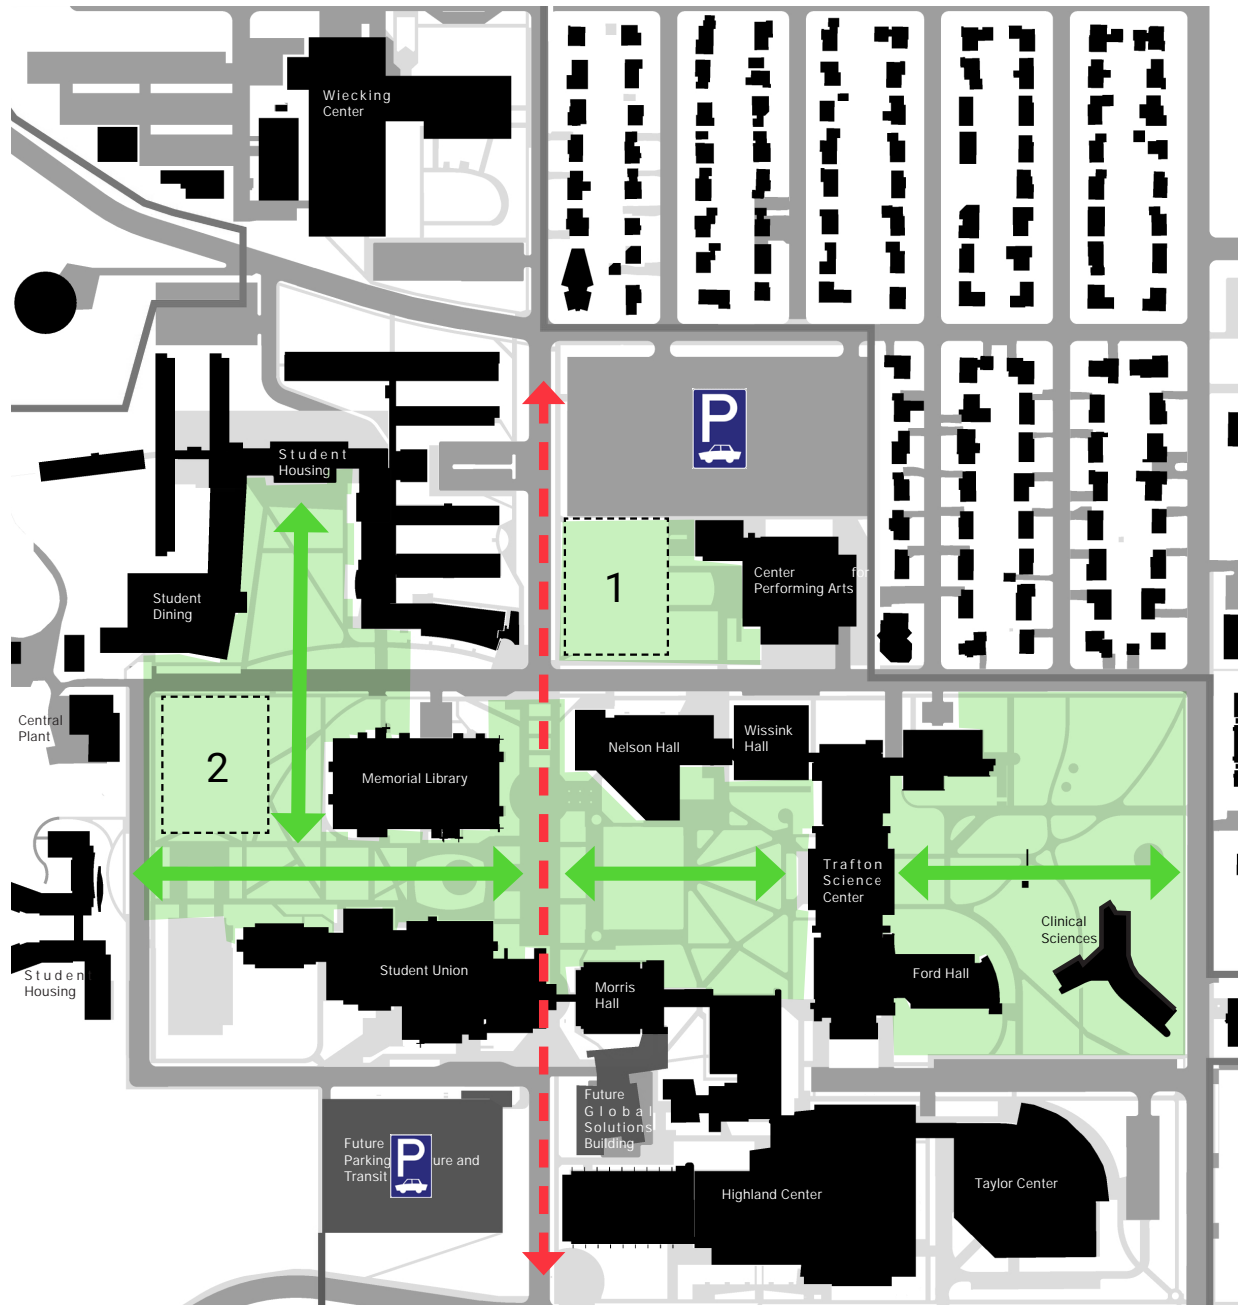 Wiecking
Center
P
Student
Housing
1
Center for
Performing Arts
Student
Dining
Central
Plant
2
Memorial Library
Nelson Hall
Wissink
Hall
Trafton
Science
Center
Clinical
Sciences
Student Union
Ford Hall
Morris
Hall
Student
Housing
Future
Global
Solutions
Building
Future
Parking ure and
Transit
P
Highland Center
Taylor Center